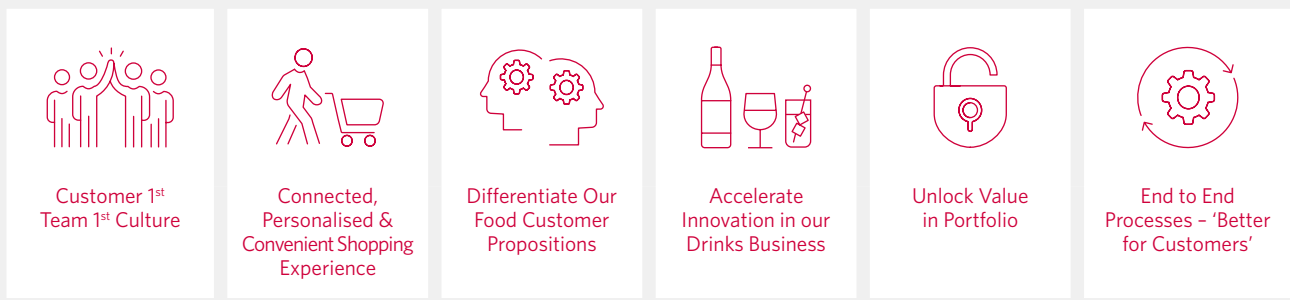 Customer 1st
Team 1st Culture
Connected,
Personalised &
Convenient Shopping
Experience
Differentiate Our
Food Customer
Propositions
Accelerate
Innovation in our
Drinks Business
Unlock Value
in Portfolio
End to End
Processes – ‘Better
for Customers’